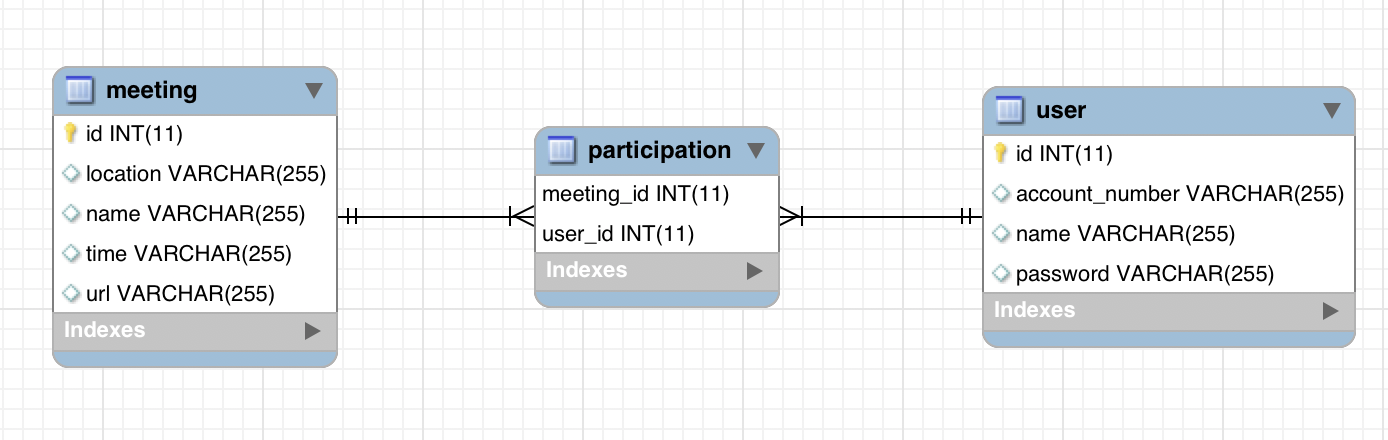 meeting
id INT(11)
location VARCHAR(255)
name VARCHAR(255)
time VARCHAR(255)
url VARCHAR(255)
Indexes
participation
meeting_id INT(11)
user_id INT(11)
Indexes
user
id INT(11)
account_number VARCHAR(255)
name VARCHAR(255)
password VARCHAR(255)
Indexes